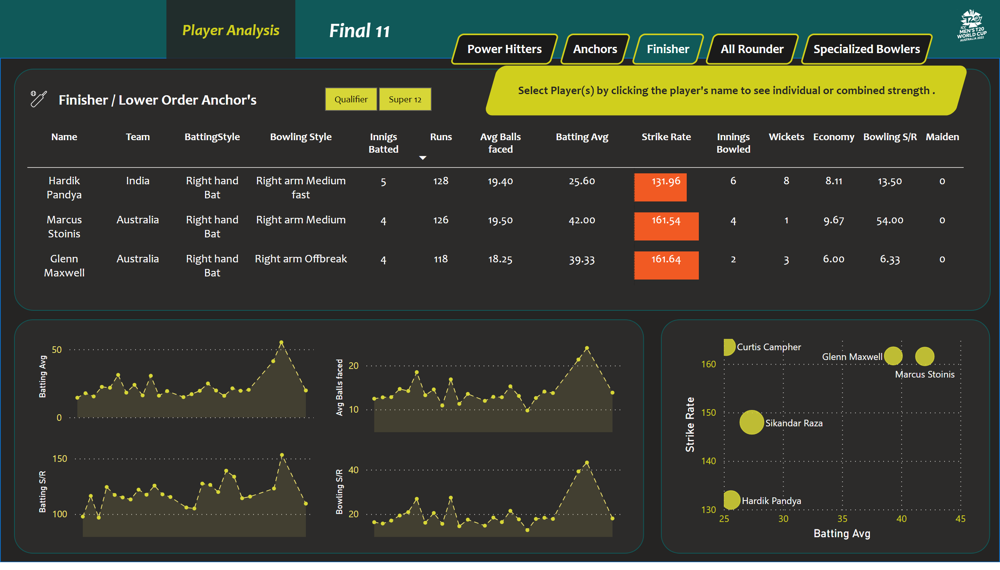 Player Analysis
Final 11
ICC
MEN'S T20
WORLD CUP
AUSTRALIA 2022
Power Hitters
Anchors
Finisher
All Rounder
Specialized Bowlers
Select Player(s) by clicking the player's name to see individual or combined strength .
Finisher / Lower Order Anchor's
Qualifier
Super 12
Name Team BattingStyle Bowling Style Innigs Runs Avg Balls Batting Avg Strike Rate Innings Wickets Economy Bowling S/R Maiden
Batted faced Bowled
Hardik India Right hand Right arm Medium 5 128 19.40 25.60 131.96 6 8 8.11 13.50 0
Pandya Bat fast
Marcus Australia Right hand Right arm Medium 4 126 19.50 42.00 161.54 4 1 9.67 54.00 0
Stoinis Bat
Glenn Australia Right hand Right arm Offbreak 4 118 18.25 39.33 161.64 2 3 6.00 6.33 0
Maxwell Bat
Batting Avg
50
0
Avg Balls faced
20
10
Batting S/R
150
100
Bowling S/R
40
20
Strike Rate
160
150
140
130
Curtis Campher
Glenn Maxwell
Marcus Stoinis
Sikandar Raza
Hardik Pandya
25 30 35 40 45
Batting Avg